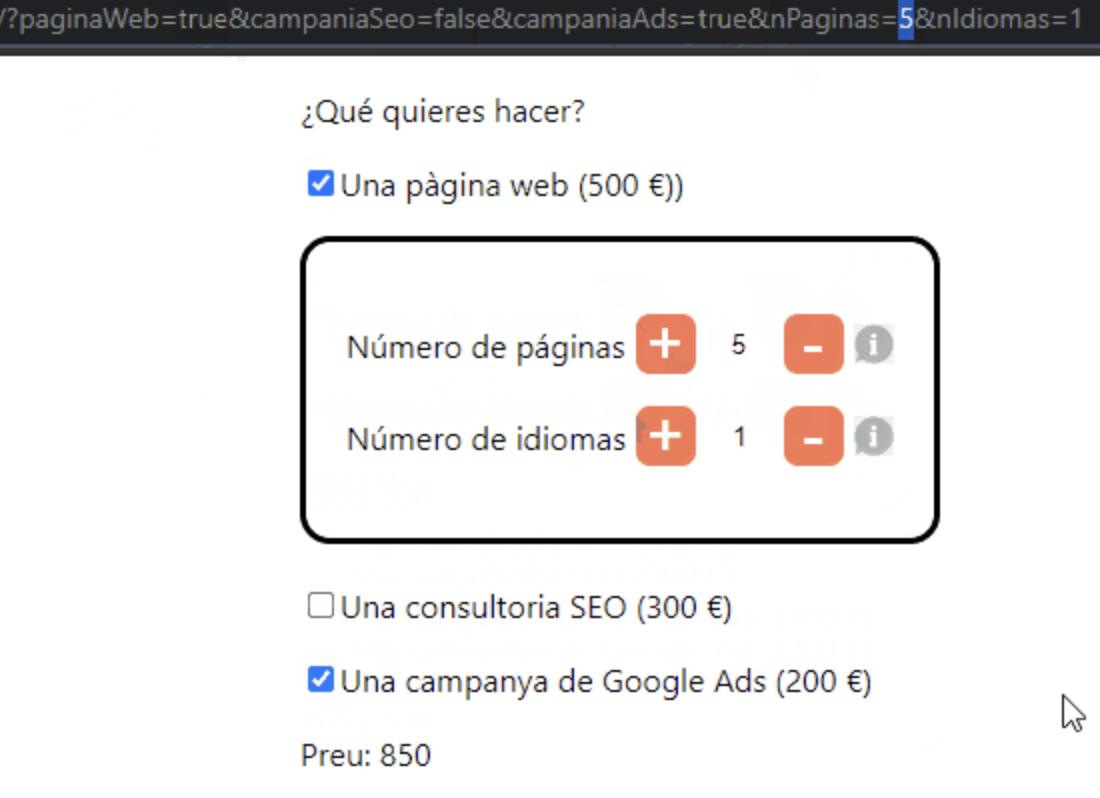 /?paginaWeb=true&campaniaSeo=false&campaniaAds=true&nPaginas=5&nIdiomas=1
¿Qué quieres hacer?
Una pàgina web (500 €))
Número de páginas + 5 - i
Número de idiomas + 1 - i
Una consultoria SEO (300 €)
Una campanya de Google Ads (200 €)
Preu: 850